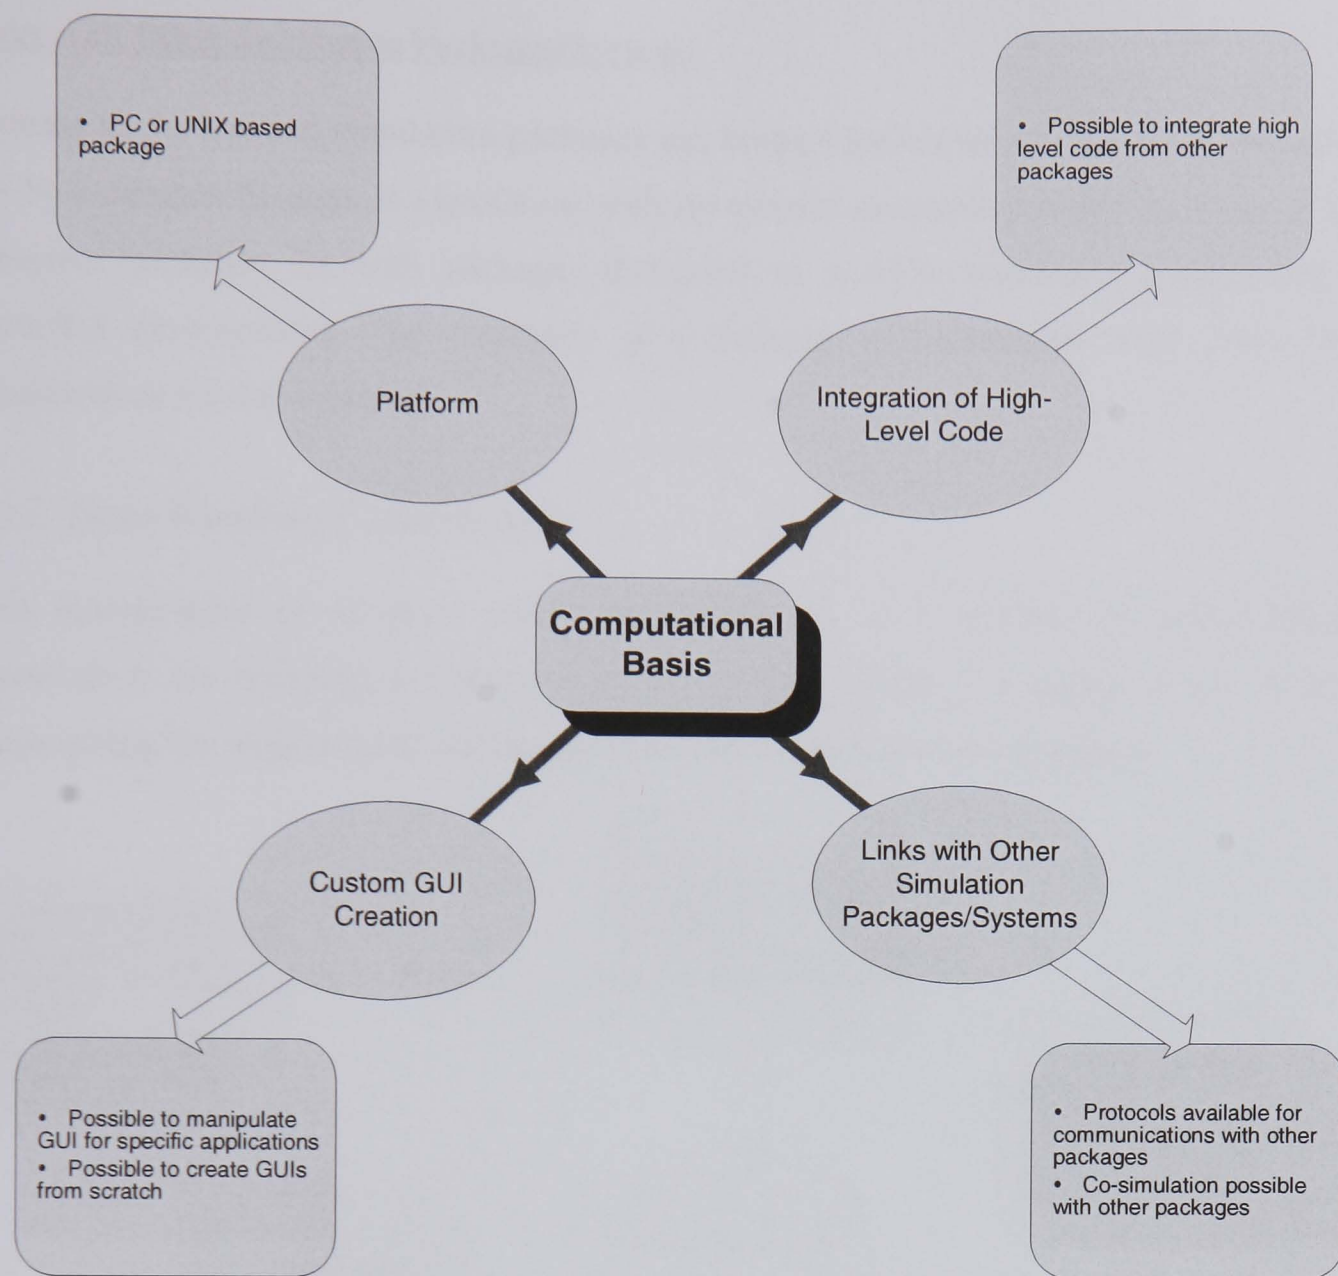 • PC or UNIX based
package
• Possible to integrate high
level code from other
packages
Platform
Integration of High-
Level Code
Computational
Basis
Custom GUI
Creation
Links with Other
Simulation
Packages/Systems
• Possible to manipulate
GUI for specific applications
• Possible to create GUIs
from scratch
• Protocols available for
communications with other
packages
• Co-simulation possible
with other packages